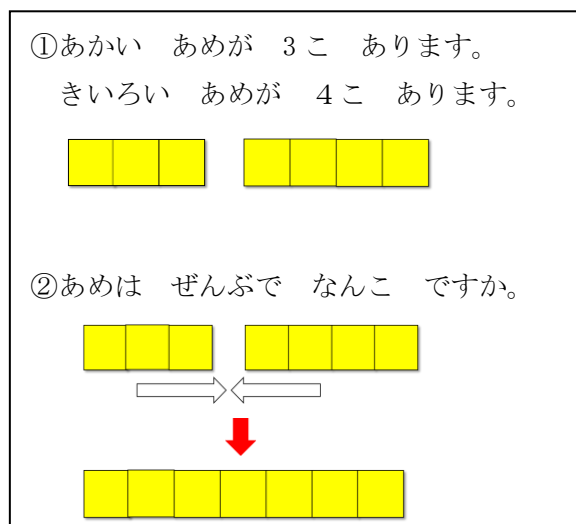 ①あかい　あめが　3こ　あります。
きいろい　あめが　4こ　あります。
②あめは　ぜんぶで　なんこ　ですか。